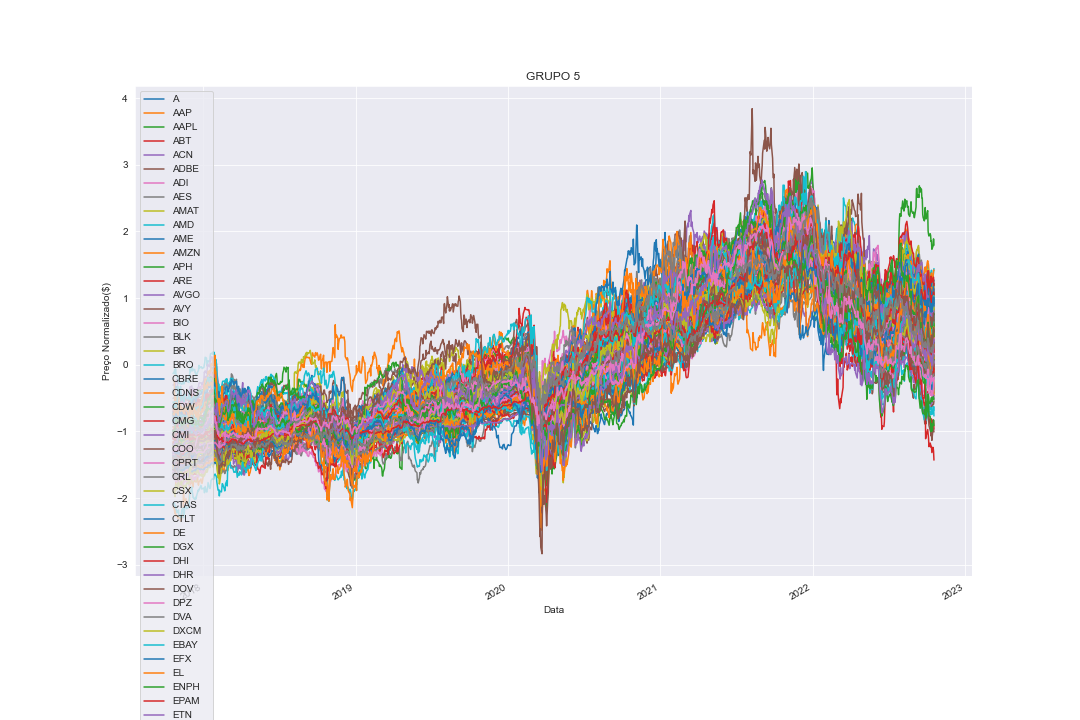 GRUPO 5
Preço Normalizado($)
4
3
2
1
0
−1
−2
−3
A
AAP
AAPL
ABT
ACN
ADBE
ADI
AES
AMAT
AMD
AME
AMZN
APH
ARE
AVGO
AVY
BIO
BLK
BR
BRO
CBRE
CDNS
CDW
CMG
CMI
COO
CPRT
CRL
CSX
CTAS
CTLT
DE
DGX
DHI
DHR
DOV
DPZ
DVA
DXCM
EBAY
EFX
EL
ENPH
EPAM
ETN
2018
2019
2020
2021
2022
2023
Data